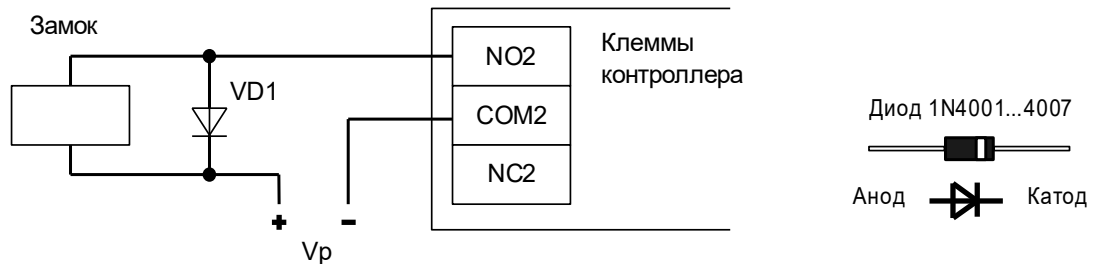 Замок
VD1
NO2
COM2
NC2
Клеммы
контроллера
+ -
Vp
Диод 1N4001...4007
Анод Катод